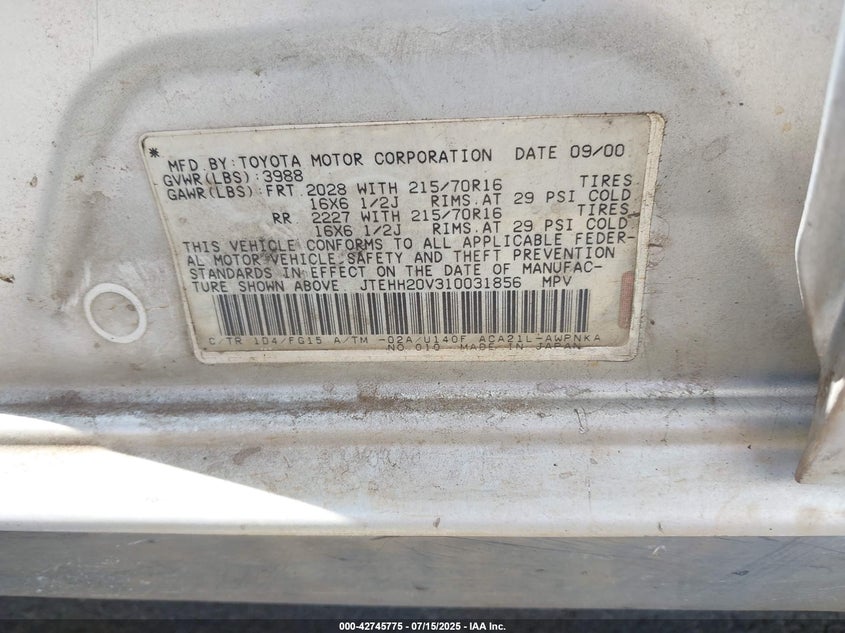 * MFD BY: TOYOTA MOTOR CORPORATION DATE 09/00
GVWR(LBS):3988
GAWR(LBS): FRT 2028 WITH 215/70R16 TIRES
16X6 1/2J RIMS.AT 29 PSI COLD
RR 2227 WITH 215/70R16 TIRES
16X6 1/2J RIMS.AT 29 PSI COLD
THIS VEHICLE CONFORMS TO ALL APPLICABLE FEDER-
AL MOTOR VEHICLE SAFETY AND THEFT PREVENTION
STANDARDS IN EFFECT ON THE DATE OF MANUFAC-
TURE SHOWN ABOVE JTEHH20V310031856 MPV
C/TR 1D4/FG15 A/TM -02A/U140F ACA21L-AWPNKA
NO.010 MADE IN JAPAN
000-42745775 - 07/15/2025 - IAA Inc.